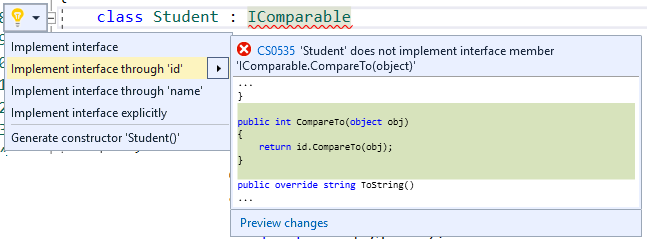 class Student : IComparable
Implement interface
Implement interface through 'id'
Implement interface through 'name'
Implement interface explicitly
Generate constructor 'Student()'
CS0535 'Student' does not implement interface member
'IComparable.CompareTo(object)'
...
}
public int CompareTo(object obj)
{
return id.CompareTo(obj);
}
public override string ToString()
...
Preview changes